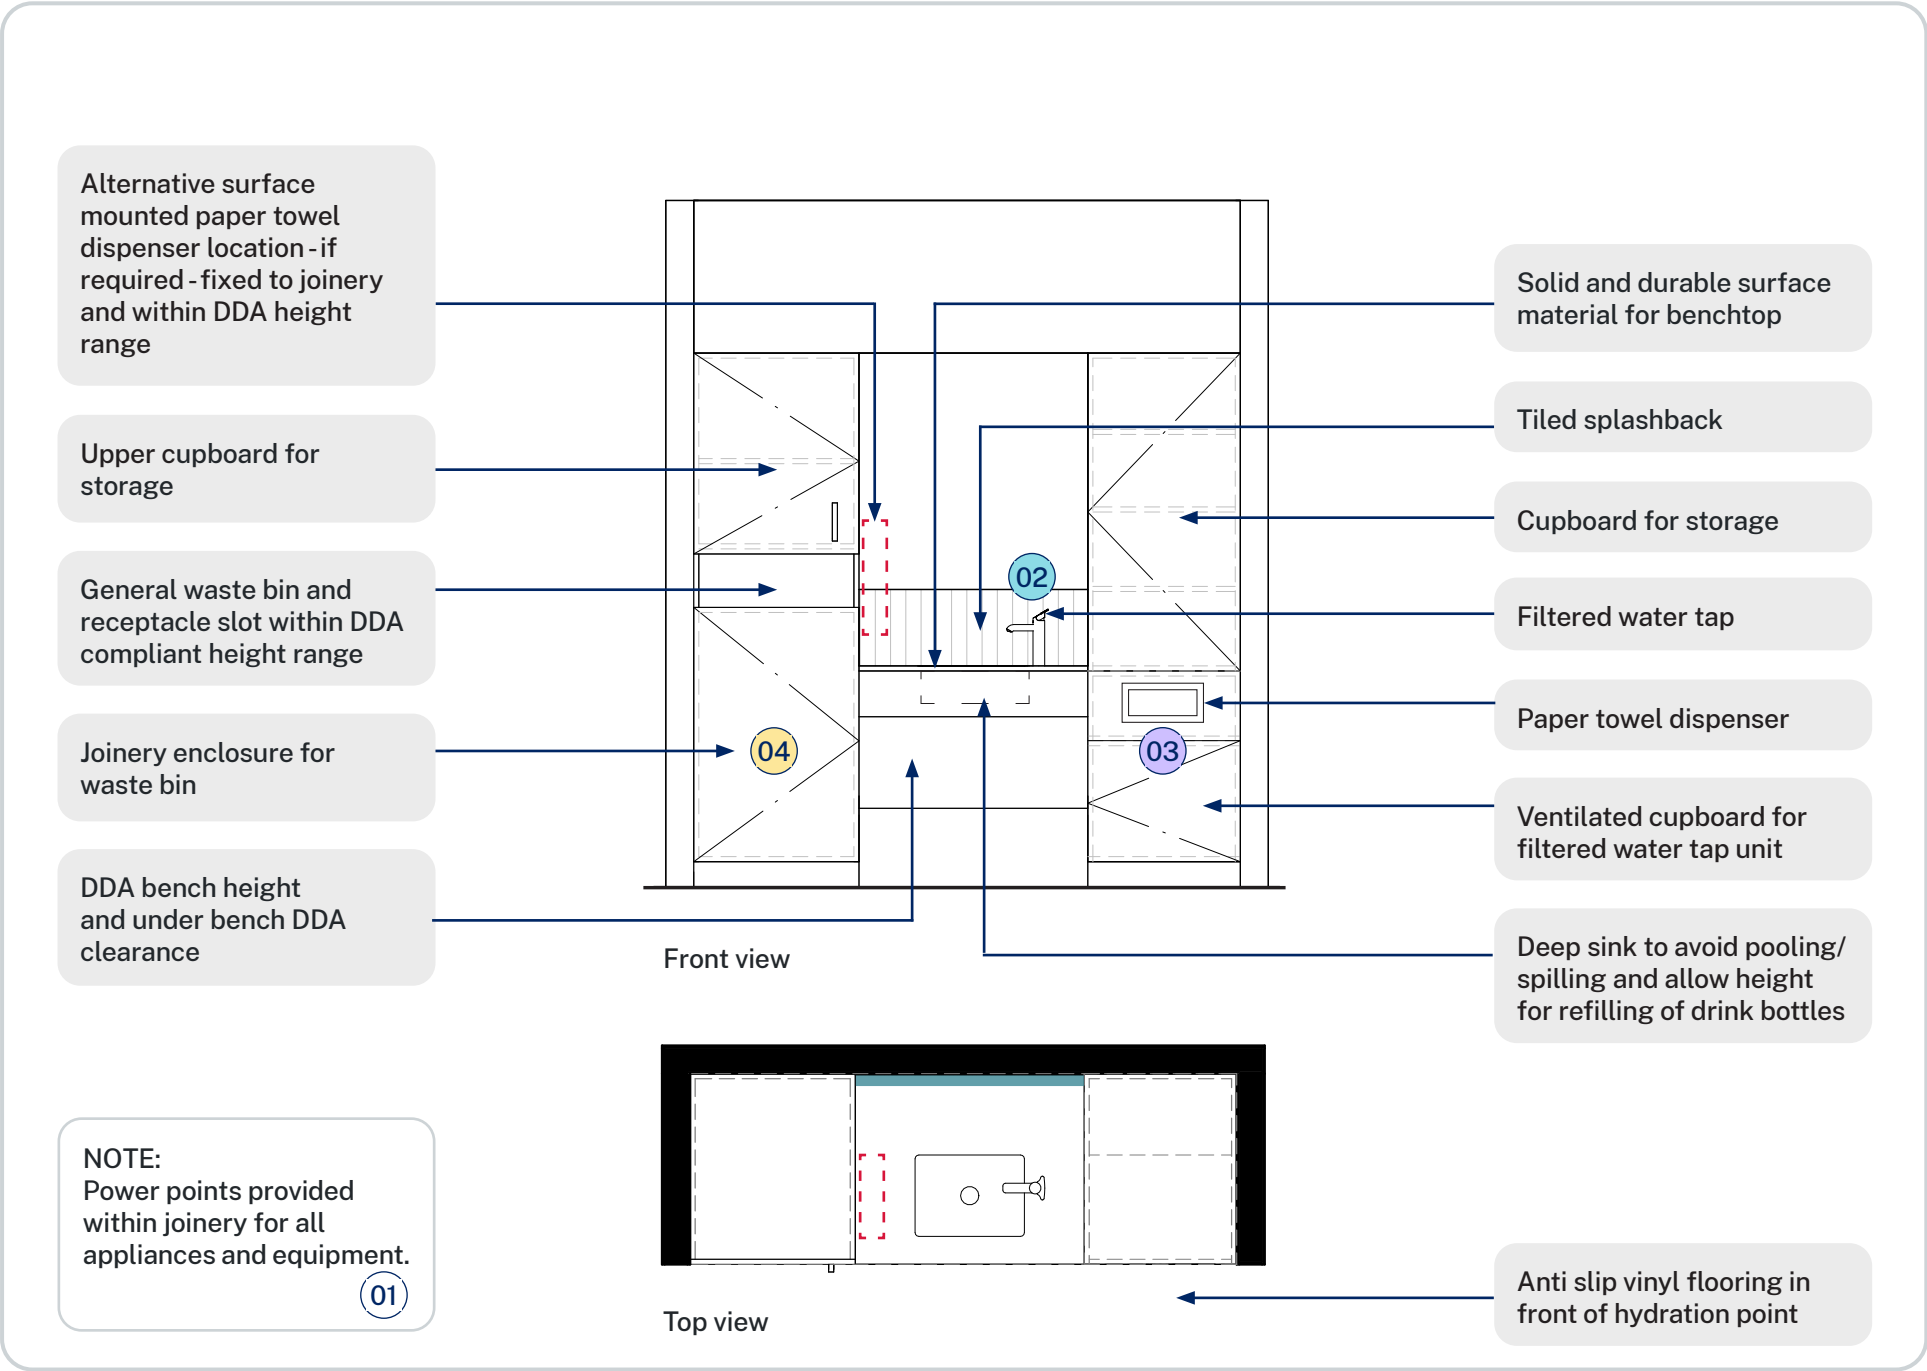 Alternative surface
mounted paper towel
dispenser location - if
required - fixed to joinery
and within DDA height
range
Upper cupboard for
storage
General waste bin and
receptacle slot within DDA
compliant height range
Joinery enclosure for
waste bin
DDA bench height
and under bench DDA
clearance
NOTE:
Power points provided
within joinery for all
appliances and equipment.
01
02
03
04
Front view
Top view
Solid and durable surface
material for benchtop
Tiled splashback
Cupboard for storage
Filtered water tap
Paper towel dispenser
Ventilated cupboard for
filtered water tap unit
Deep sink to avoid pooling/
spilling and allow height
for refilling of drink bottles
Anti slip vinyl flooring in
front of hydration point